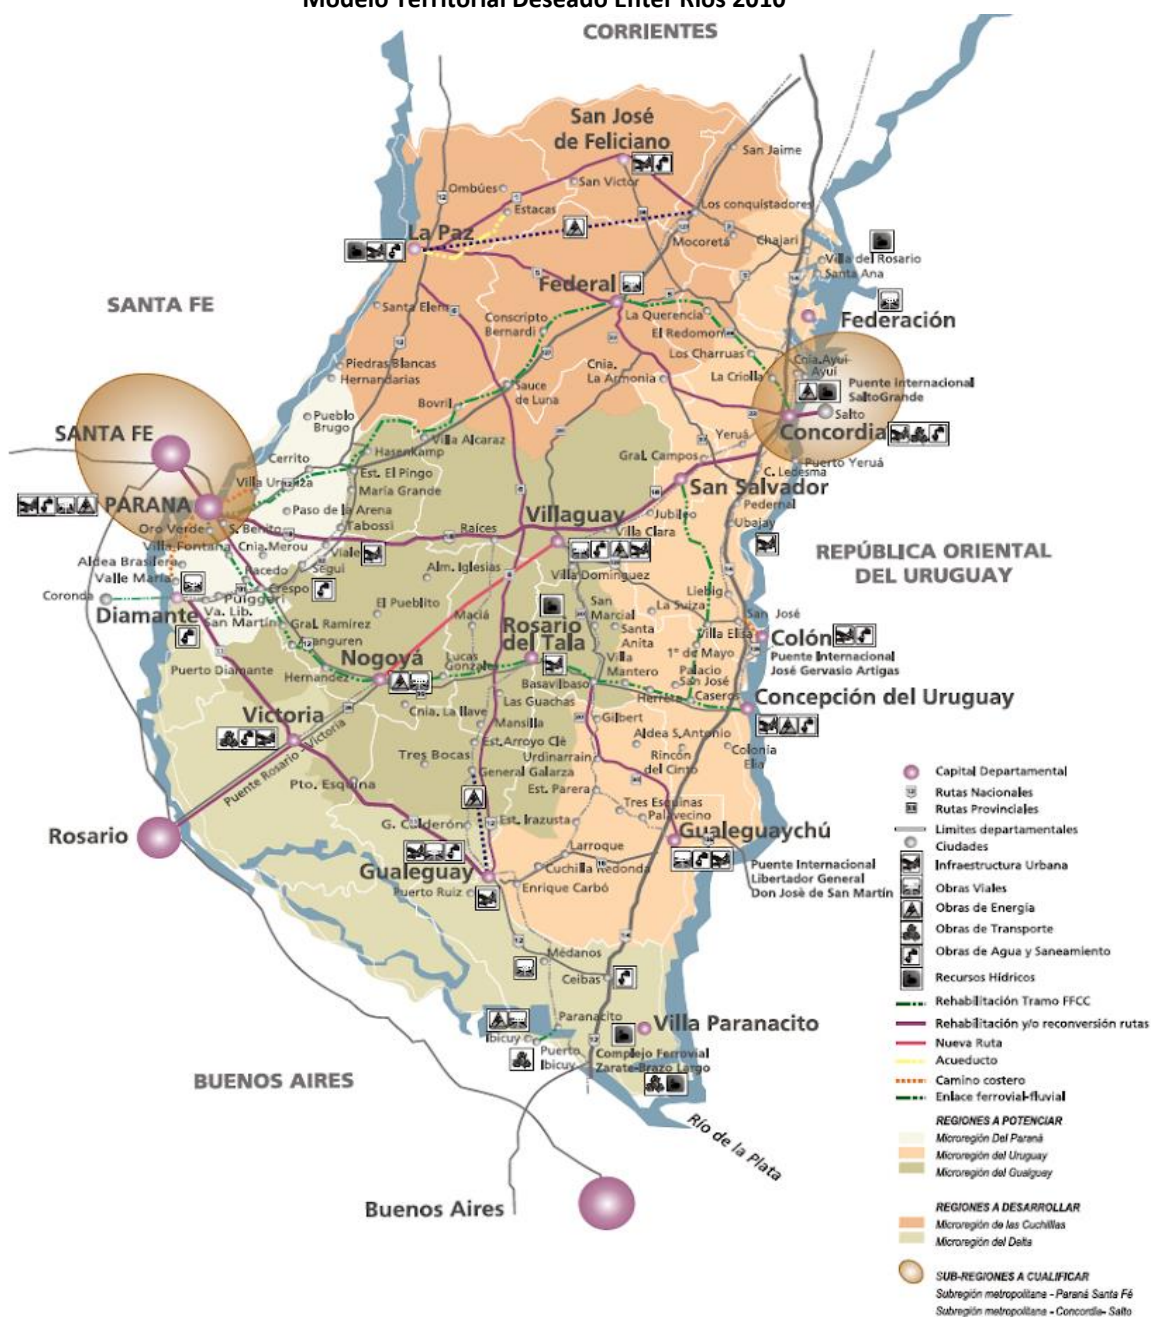 Modelo Territorial Deseado Enter Ríos 2010
CORRIENTES
San José
de Feliciano
San Jaime
Ombúes
San Victor
Estacas
Los conquistadores
La Paz
Mocoretá
Chajari
Villa del Rosario
Santa Ana
SANTA FE
Federal
Santa Elena
Conscripto
Bernardi
La Querencia
El Redomon
Federación
Los Charruas
Cnia.Ayui
Ayuí
Piedras Blancas
Hernandarias
Cnia.
La Armonia
La Criolla
Puente Internacional
SaltoGrande
Sauce
de Luna
Salto
Bovril
Pueblo
Brugo
SANTA FE
Concordia
Villa Alcaraz
Yeruá
Hasenkamp
Cerrito
Gral. Campos
Puerto Yeruá
Est. El Pingo
C. Ledesma
Villa Urquiza
María Grande
San Salvador
PARANA
Paso de la Arena
Villaguay
Jubileo
Pedernal
Oro Verde
S. Benito
Tabossi
Raíces
Villa Clara
Ubajay
Villa Fontana
Cnia.Merou
Viale
REPÚBLICA ORIENTAL
DEL URUGUAY
Aldea Brasilera
Racedo
Seguí
Alm. Iglesias
Villa Dominguez
Valle María
Crespo
Coronda
Puiggari
El Pueblito
San
Marcial
Liebig
La Suiza
Diamante
Va. Lib.
San Martín
Maciá
San José
Gral. Ramírez
Rosario
del Tala
Santa
Anita
Villa Elisa
Colón
Aranguren
Nogoyá
Lucas
Gonzalez
Villa
Mantero
1° de Mayo
Puente Internacional
José Gervasio Artigas
Puerto Diamante
Hernandez
Basavilbaso
Palacio
San José
Caseros
Herrera
Concepción del Uruguay
Las Guachas
Victoria
Cnia. La llave
Mansilla
Gilbert
Puente Rosario - Victoria
Est.Arroyo Clé
Aldea S.Antonio
Tres Bocas
Urdinarrain
Rincón
del Cinto
Colonia
Elia
General Galarza
Pto. Esquina
Est. Parera
Tres Esquinas
Palavecino
Rosario
G. Calderón
Est. Irazusta
Gualeguaychú
Larroque
Gualeguay
Cuchilla Redonda
Puente Internacional
Libertador General
Don Josè de San Martín
Puerto Ruiz
Enrique Carbó
Médanos
Ceibas
Paranacito
Villa Paranacito
Ibicuy
Puerto
Ibicuy
Complejo Ferrovial
Zarate-Brazo Largo
BUENOS AIRES
Río de la Plata
Buenos Aires
Capital Departamental
Rutas Nacionales
Rutas Provinciales
Limites departamentales
Ciudades
Infraestructura Urbana
Obras Viales
Obras de Energía
Obras de Transporte
Obras de Agua y Saneamiento
Recursos Hídricos
Rehabilitación Tramo FFCC
Rehabilitación y/o reconversión rutas
Nueva Ruta
Acueducto
Camino costero
Enlace ferrovial-fluvial
REGIONES A POTENCIAR
Microregión Del Paraná
Microregión del Uruguay
Microregión del Gualguay
REGIONES A DESARROLLAR
Microregión de las Cuchilllas
Microregión del Delta
SUB-REGIONES A CUALIFICAR
Subregión metropolitana - Paraná Santa Fé
Subregión metropolitana - Concordia- Salto